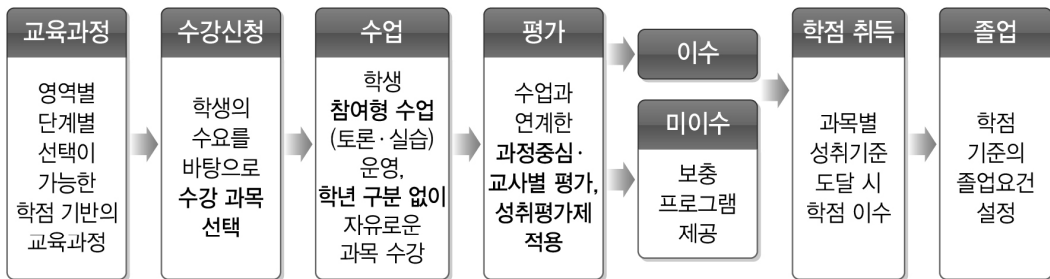 교육과정
영역별
단계별
선택이
가능한
학점 기반의
교육과정
수강신청
학생의
수요를
바탕으로
수강 과목
선택
수업
학생
참여형 수업
(토론·실습)
운영,
학년 구분 없이
자유로운
과목 수강
평가
수업과
연계한
과정중심·
교사별 평가,
성취평가제
적용
이수
미이수
보충
프로그램
제공
학점 취득
과목별
성취기준
도달 시
학점 이수
졸업
학점
기준의
졸업요건
설정